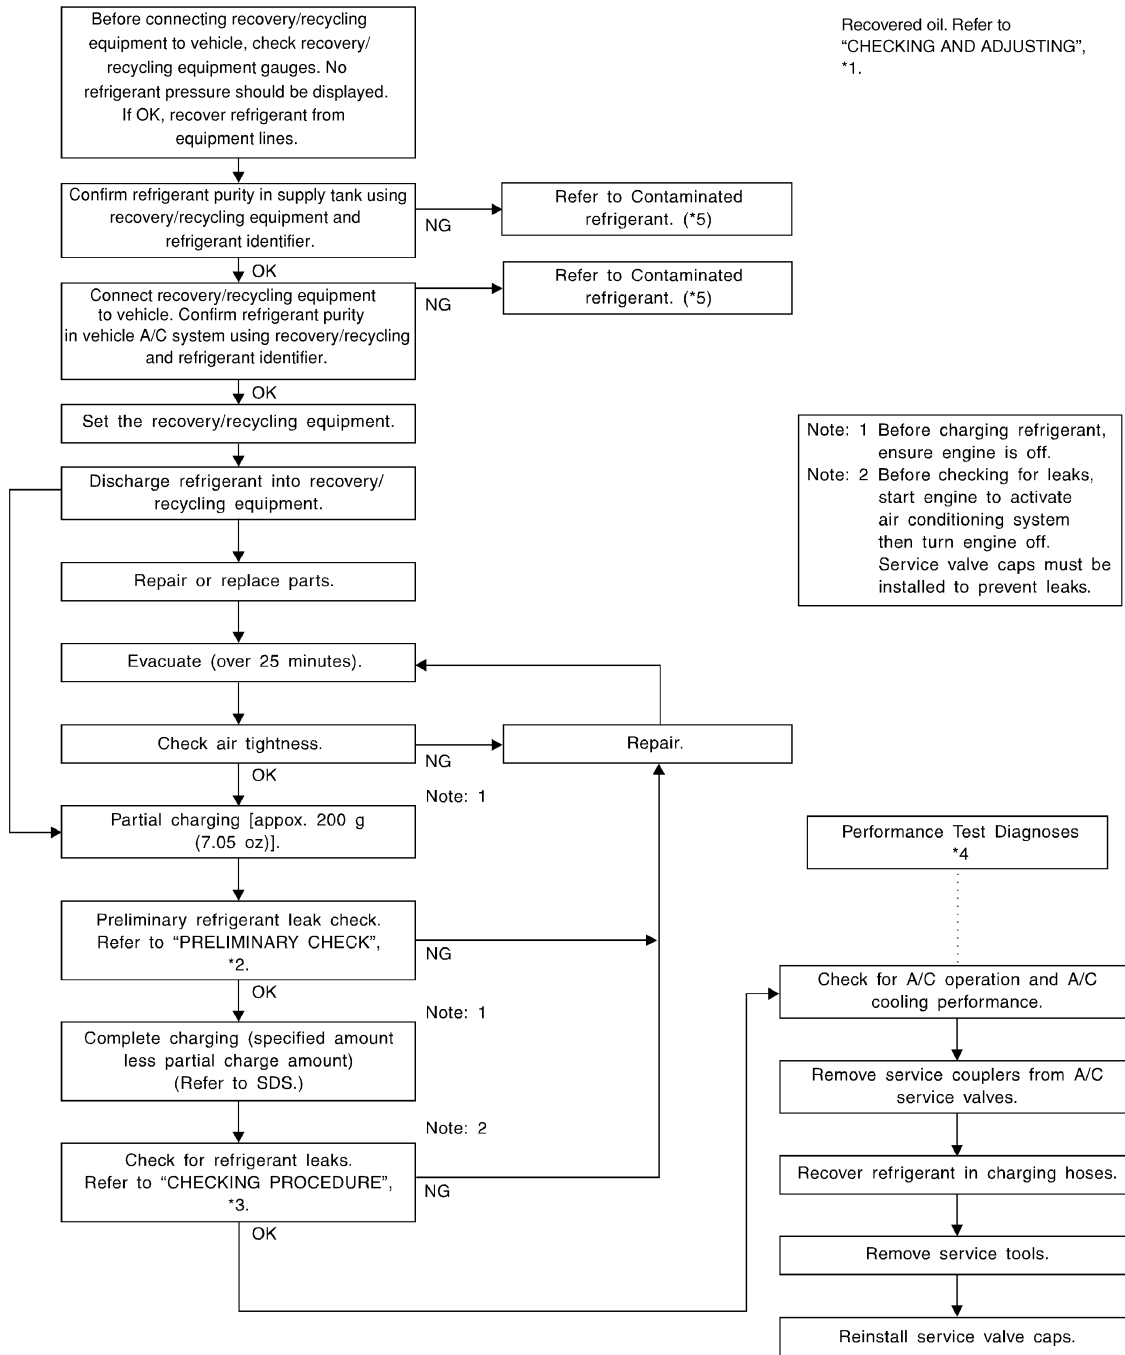 Before connecting recovery/recycling
equipment to vehicle, check recovery/
recycling equipment gauges. No
refrigerant pressure should be displayed.
If OK, recover refrigerant from
equipment lines.
Recovered oil. Refer to
“CHECKING AND ADJUSTING”,
*1.
Confirm refrigerant purity in supply tank using
recovery/recycling equipment and
refrigerant identifier.
NG
Refer to Contaminated
refrigerant. (*5)
OK
Connect recovery/recycling equipment
to vehicle. Confirm refrigerant purity
in vehicle A/C system using recovery/recycling
and refrigerant identifier.
NG
Refer to Contaminated
refrigerant. (*5)
OK
Set the recovery/recycling equipment.
Discharge refrigerant into recovery/
recycling equipment.
Note: 1 Before charging refrigerant,
ensure engine is off.
Note: 2 Before checking for leaks,
start engine to activate
air conditioning system
then turn engine off.
Service valve caps must be
installed to prevent leaks.
Repair or replace parts.
Evacuate (over 25 minutes).
Check air tightness.
NG
Repair.
OK
Note: 1
Partial charging [appox. 200 g
(7.05 oz)].
Preliminary refrigerant leak check.
Refer to “PRELIMINARY CHECK”,
*2.
NG
OK
Note: 1
Complete charging (specified amount
less partial charge amount)
(Refer to SDS.)
Note: 2
Check for refrigerant leaks.
Refer to “CHECKING PROCEDURE”,
*3.
NG
OK
Performance Test Diagnoses
*4
Check for A/C operation and A/C
cooling performance.
Remove service couplers from A/C
service valves.
Recover refrigerant in charging hoses.
Remove service tools.
Reinstall service valve caps.